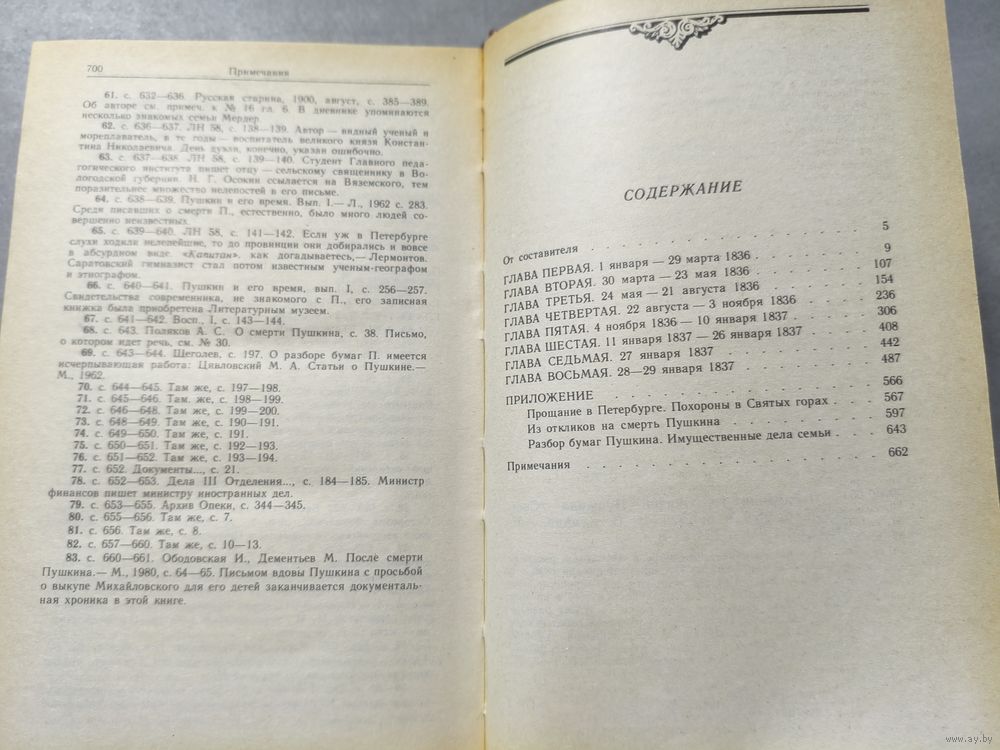 700
Примечания
61. с. 632—636. Русская старина, 1900, август, с. 385—389.
Об авторе см. примеч. к № 16 гл. 6. В дневнике упоминаются
несколько знакомых семьи Мердер.
62. с. 636—637. ЛН 58, с. 138—139. Автор — видный ученый и
мореплаватель, в те годы — воспитатель великого князя Констан-
тина Николаевича. День дуэли, конечно, указан ошибочно.
63. с. 637—638. ЛН 58, с. 139—140. Студент Главного педа-
гогического института пишет отцу — сельскому священнику в Во-
логодской губернии. Н. Г. Осокин ссылается на Вяземского, тем
поразительнее множество нелепостей в его письме.
64. с. 638—639. Пушкин и его время. Вып. I.— Л., 1962 с. 283.
Среди писавших о смерти П., естественно, было много людей со-
вершенно неизвестных.
65. с. 639—640. ЛН 58, с. 141—142. Если уж в Петербурге
слухи ходили нелепейшие, то до провинции они добирались и вовсе
в абсурдном виде. «Капитан», как догадываетесь,— Лермонтов.
Саратовский гимназист стал потом известным ученым-географом
и этнографом.
66. с. 640—641. Пушкин и его время, вып. I, с. 256—257.
Свидетельства современника, не знакомого с П., его записная
книжка была приобретена Литературным музеем.
67. с. 641—642. Восп., I, с. 143—144.
68. с. 643. Поляков А. С. О смерти Пушкина, с. 38. Письмо,
о котором идет речь, см. № 30.
69. с. 643—644. Щеголев, с. 197. О разборе бумаг П. имеется
исчерпывающая работа: Цявловский М. А. Статьи о Пушкине.—
М., 1962.
70. с. 644—645. Там же, с. 197—198.
71. с. 645—646. Там же. с. 198—199.
72. с. 646—648. Там же, с. 199—200.
73. с. 648—649. Там же, с. 190—191.
74. с. 649—650. Там же, с. 191.
75. с. 650—651. Там же, с. 192—193.
76. с. 651—652. Там же, с. 193—194.
77. с. 652. Документы..., с. 21.
78. с. 652—653. Дела III Отделения..., с. 184—185. Министр
финансов пишет министру иностранных дел.
79. с. 653—655. Архив Опеки, с. 344—345.
80. с. 655—656. Там же, с. 7.
81. с. 656. Там же, с. 8.
82. с. 657—660. Там же, с. 10—13.
83. с. 660—661. Ободовская И., Дементьев М. После смерти
Пушкина.— М., 1980, с. 64—65. Письмом вдовы Пушкина с просьбой
о выкупе Михайловского для его детей заканчивается документаль-
ная хроника в этой книге.
СОДЕРЖАНИЕ
От составителя . . . . . . . . . . . . . . . . 5
ГЛАВА ПЕРВАЯ. 1 января — 29 марта 1836 . . . . . . 9
ГЛАВА ВТОРАЯ. 30 марта — 23 мая 1836 . . . . . . 107
ГЛАВА ТРЕТЬЯ. 24 мая — 21 августа 1836 . . . . . . 154
ГЛАВА ЧЕТВЕРТАЯ. 22 августа — 3 ноября 1836 . . . . 236
ГЛАВА ПЯТАЯ. 4 ноября 1836 — 10 января 1837 . . . . 306
ГЛАВА ШЕСТАЯ. 11 января 1837 — 26 января 1837 . . . 408
ГЛАВА СЕДЬМАЯ. 27 января 1837 . . . . . . . . 442
ГЛАВА ВОСЬМАЯ. 28—29 января 1837 . . . . . . . 487
ПРИЛОЖЕНИЕ . . . . . . . . . . . . . . . 566
Прощание в Петербурге. Похороны в Святых горах . . . 567
Из откликов на смерть Пушкина . . . . . . . . 597
Разбор бумаг Пушкина. Имущественные дела семьи . . . 643
Примечания . . . . . . . . . . . . . . . . 662
www.ay.by